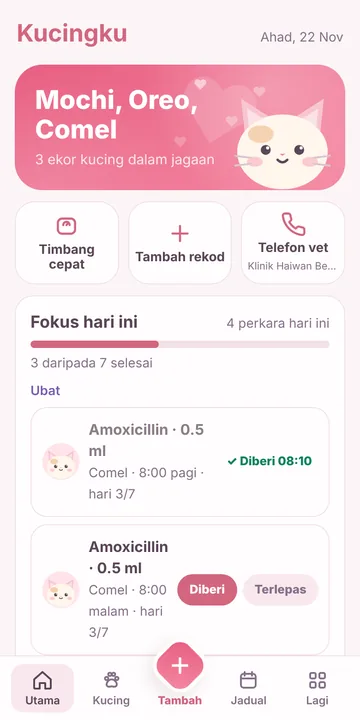 Kucingku
Ahad, 22 Nov
Mochi, Oreo,
Comel
3 ekor kucing dalam jagaan
Timbang
cepat
Tambah rekod
Telefon vet
Klinik Haiwan Be...
Fokus hari ini
4 perkara hari ini
3 daripada 7 selesai
Ubat
Amoxicillin · 0.5
ml
Comel · 8:00 pagi ·
hari 3/7
✓ Diberi 08:10
Amoxicillin
· 0.5 ml
Comel · 8:00
malam · hari
3/7
Diberi
Terlepas
Utama
Kucing
Tambah
Jadual
Lagi